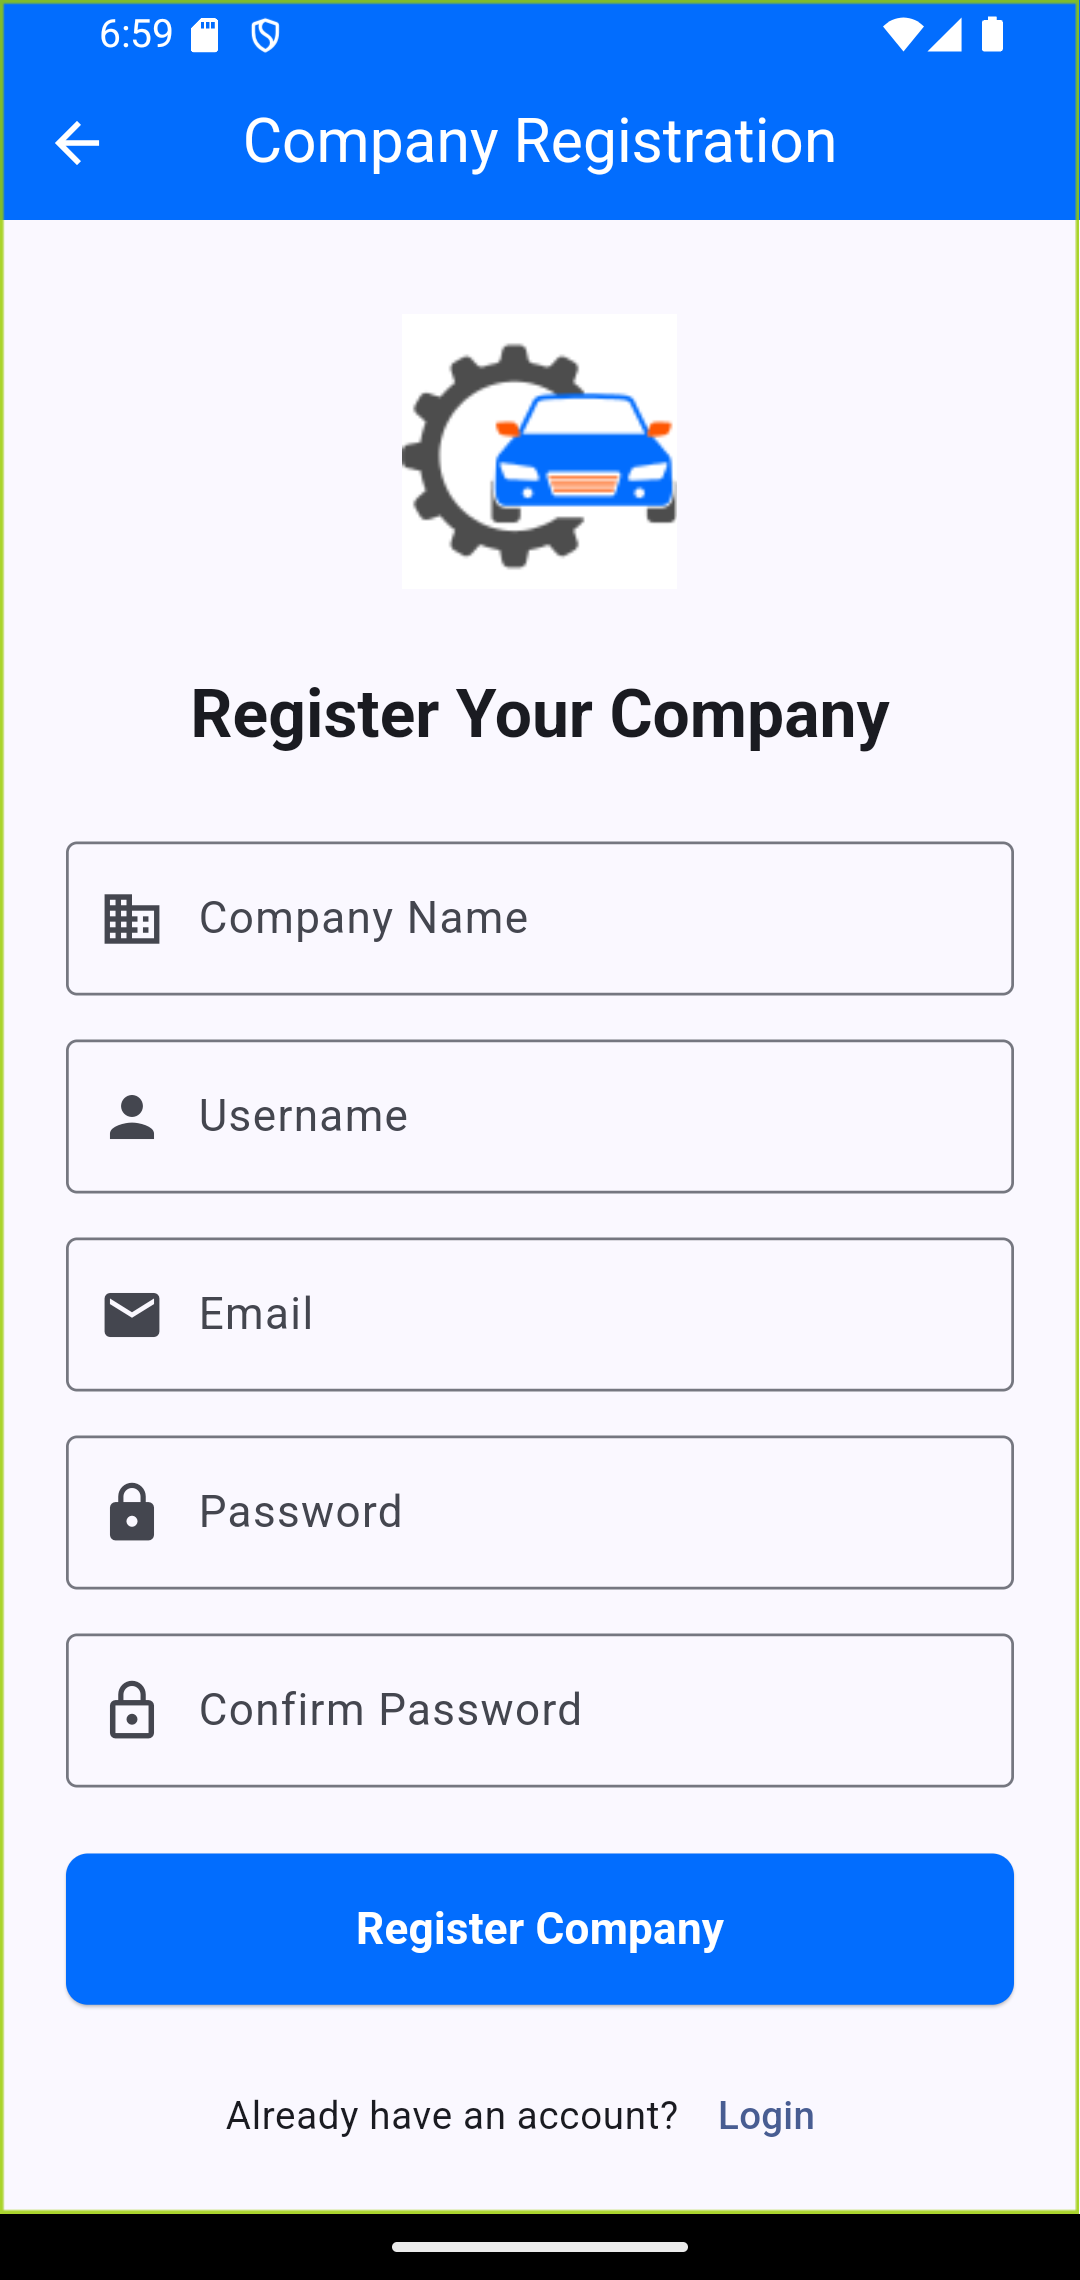 6:59
Company Registration
Register Your Company
Company Name
Username
Email
Password
Confirm Password
Register Company
Already have an account? Login